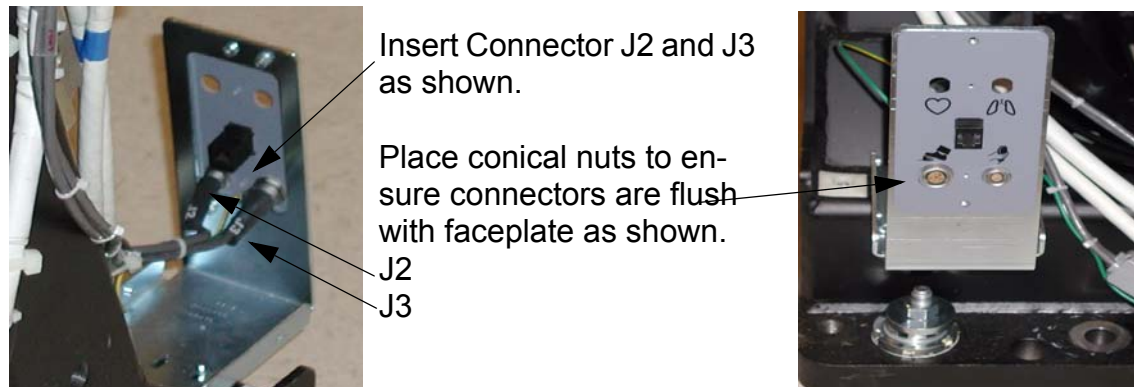 Insert Connector J2 and J3
as shown.
Place conical nuts to en-
sure connectors are flush
with faceplate as shown.
J2
J3